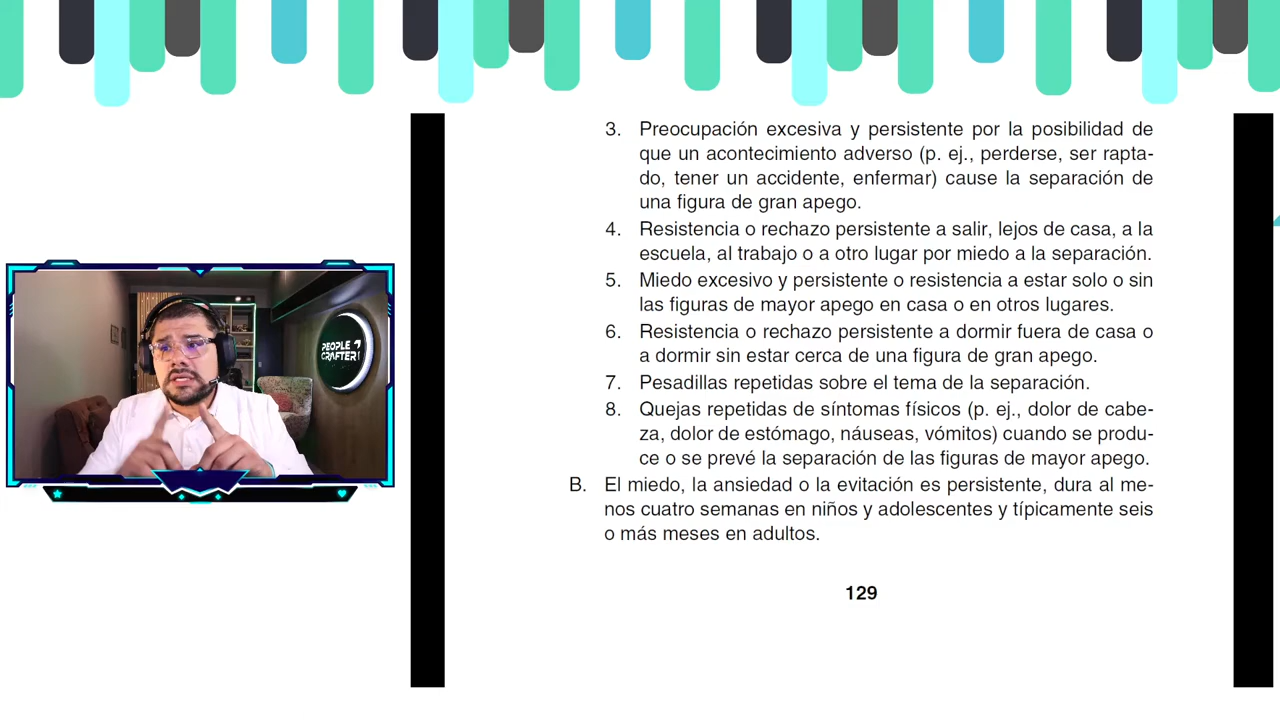 3. Preocupación excesiva y persistente por la posibilidad de
que un acontecimiento adverso (p. ej., perderse, ser rapta-
do, tener un accidente, enfermar) cause la separación de
una figura de gran apego.
4. Resistencia o rechazo persistente a salir, lejos de casa, a la
escuela, al trabajo o a otro lugar por miedo a la separación.
5. Miedo excesivo y persistente o resistencia a estar solo o sin
las figuras de mayor apego en casa o en otros lugares.
6. Resistencia o rechazo persistente a dormir fuera de casa o
a dormir sin estar cerca de una figura de gran apego.
7. Pesadillas repetidas sobre el tema de la separación.
8. Quejas repetidas de síntomas físicos (p. ej., dolor de cabe-
za, dolor de estómago, náuseas, vómitos) cuando se produ-
ce o se prevé la separación de las figuras de mayor apego.
B. El miedo, la ansiedad o la evitación es persistente, dura al me-
nos cuatro semanas en niños y adolescentes y típicamente seis
o más meses en adultos.
129
PEOPLE
CRAFTER